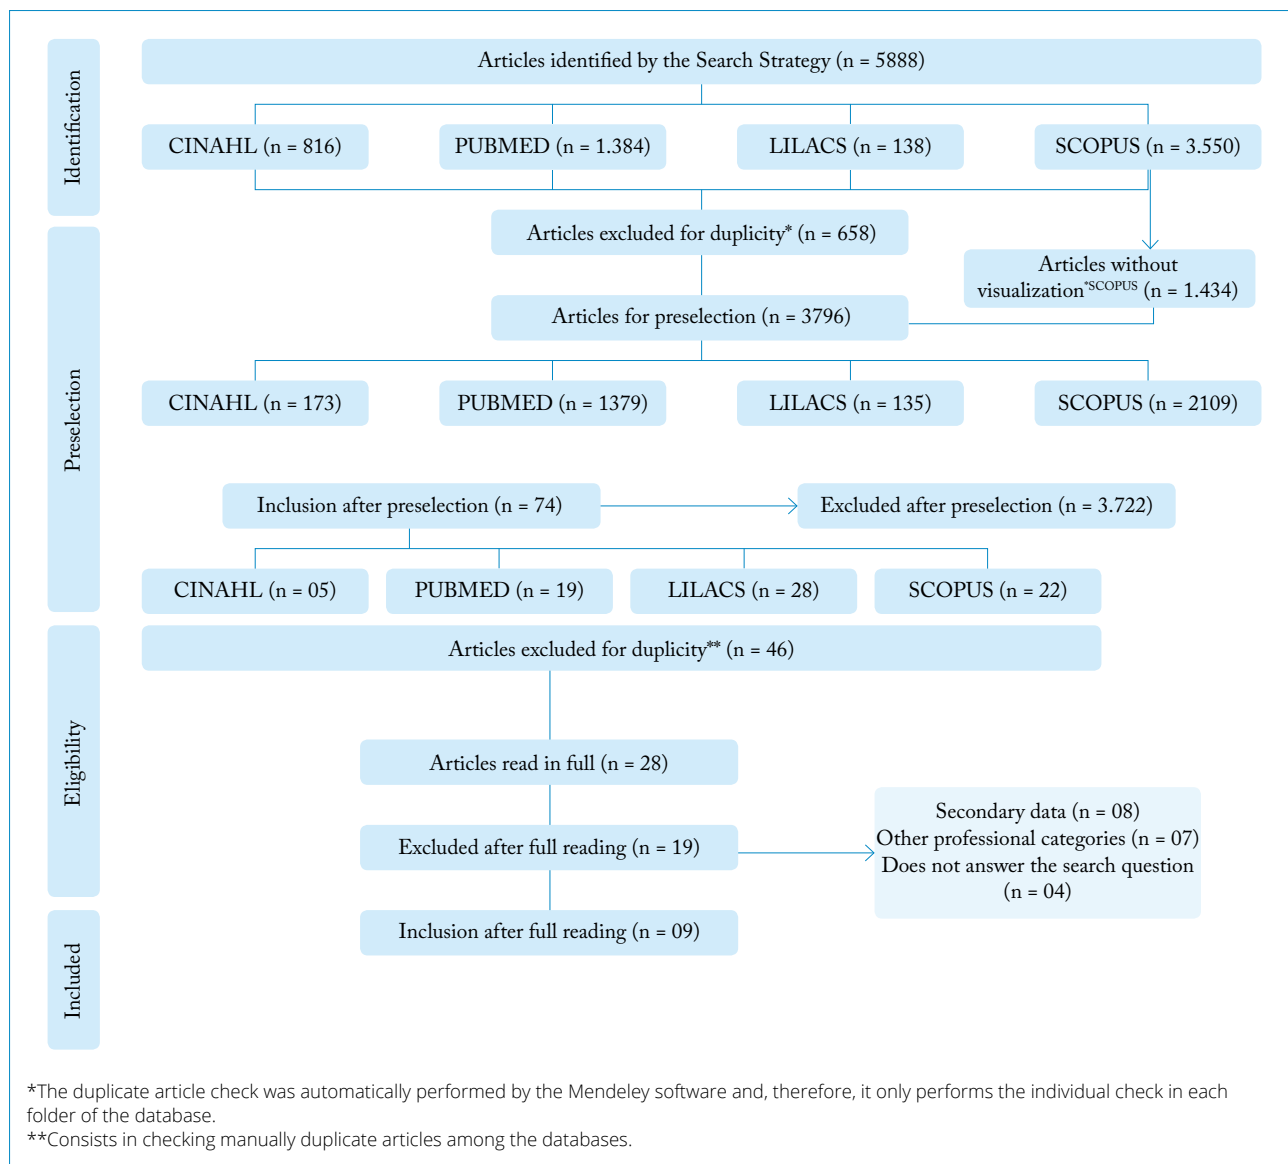 Identification
Articles identified by the Search Strategy (n = 5888)
CINAHL (n = 816)
PUBMED (n = 1.384)
LILACS (n = 138)
SCOPUS (n = 3.550)
Preselection
Articles excluded for duplicity* (n = 658)
Articles without
visualization*SCOPUS (n = 1.434)
Articles for preselection (n = 3796)
CINAHL (n = 173)
PUBMED (n = 1379)
LILACS (n = 135)
SCOPUS (n = 2109)
Inclusion after preselection (n = 74)
Excluded after preselection (n = 3.722)
CINAHL (n = 05)
PUBMED (n = 19)
LILACS (n = 28)
SCOPUS (n = 22)
Eligibility
Articles excluded for duplicity** (n = 46)
Articles read in full (n = 28)
Excluded after full reading (n = 19)
Secondary data (n = 08)
Other professional categories (n = 07)
Does not answer the search question
(n = 04)
Included
Inclusion after full reading (n = 09)
*The duplicate article check was automatically performed by the Mendeley software and, therefore, it only performs the individual check in each
folder of the database.
**Consists in checking manually duplicate articles among the databases.